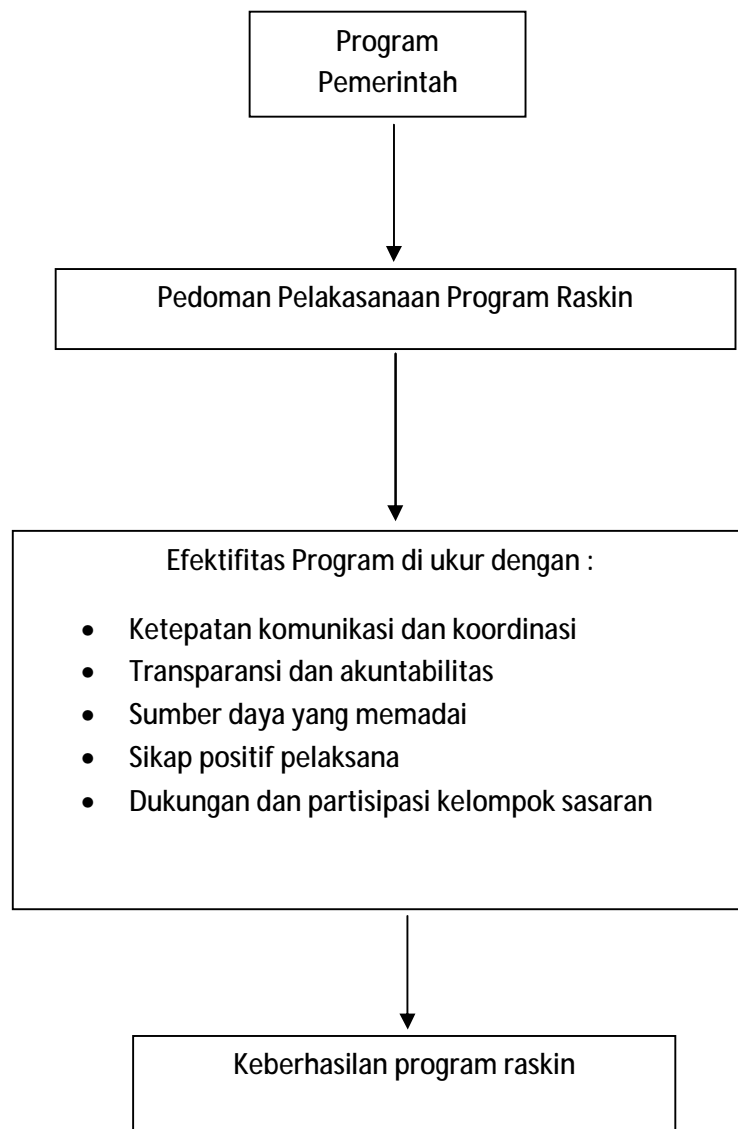 Program
Pemerintah
Pedoman Pelakasanaan Program Raskin
Efektifitas Program di ukur dengan :
• Ketepatan komunikasi dan koordinasi
• Transparansi dan akuntabilitas
• Sumber daya yang memadai
• Sikap positif pelaksana
• Dukungan dan partisipasi kelompok sasaran
Keberhasilan program raskin